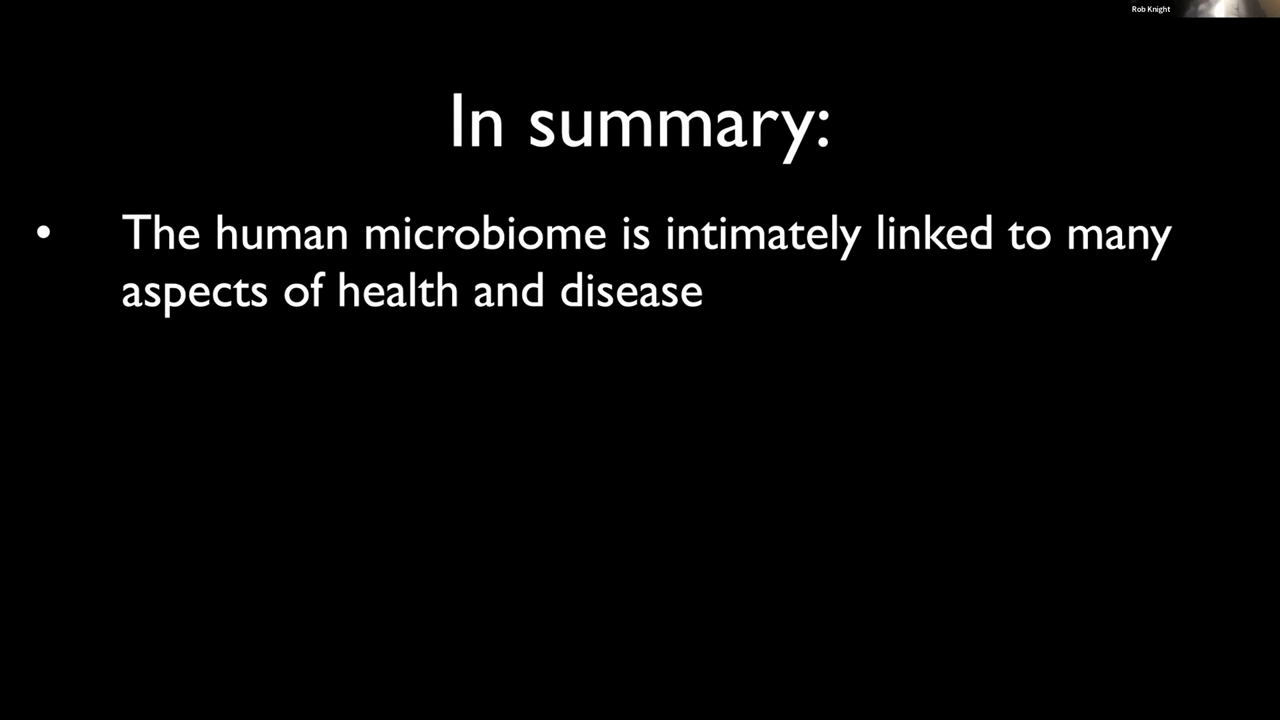 Rob Knight
In summary:
• The human microbiome is intimately linked to many
aspects of health and disease